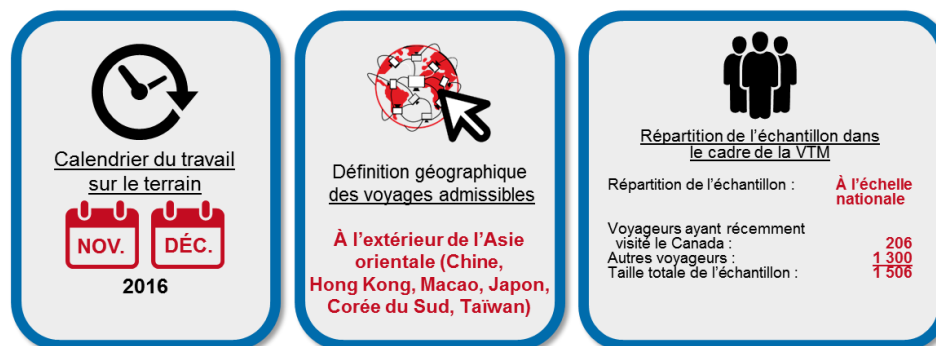 Calendrier du travail
sur le terrain
NOV.
DÉC.
2016
Définition géographique
des voyages admissibles
À l'extérieur de l'Asie
orientale (Chine,
Hong Kong, Macao, Japon,
Corée du Sud, Taïwan)
Répartition de l'échantillon dans
le cadre de la VTM
Répartition de l'échantillon : À l'échelle
nationale
Voyageurs ayant récemment
visité le Canada : 206
Autres voyageurs : 1 300
Taille totale de l'échantillon : 1 506